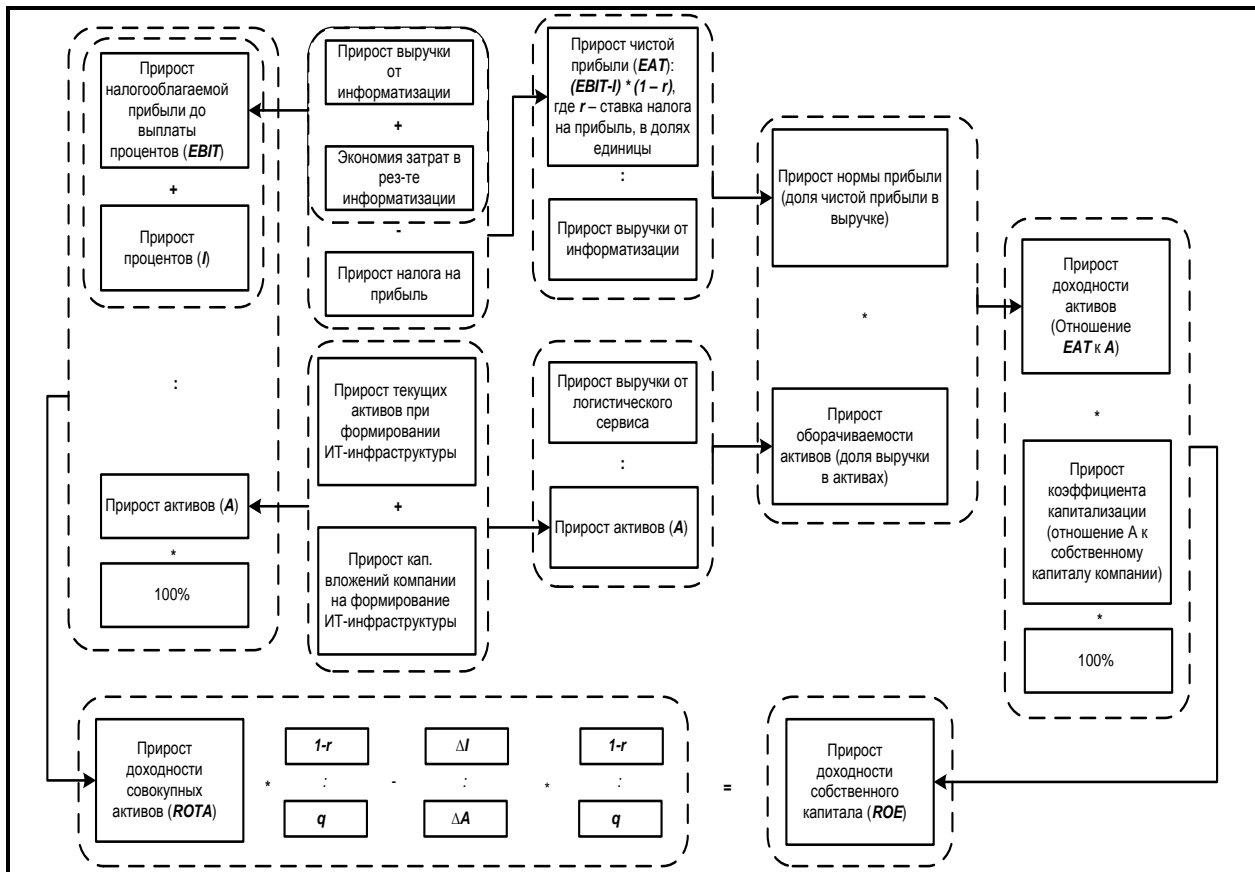 Прирост
налогооблагаемой
прибыли до
выплаты
процентов (EBIT)
+
Прирост
процентов (I)
:
Прирост активов (A)
*
100%
Прирост выручки
от
информатизации
+
Экономия затрат в
рез-те
информатизации
-
Прирост налога на
прибыль
Прирост текущих
активов при
формировании
ИТ-инфраструктуры
+
Прирост кап.
вложений компании
на формирование
ИТ-инфраструктуры
Прирост чистой
прибыли (EAT):
(EBIT-I) * (1 – r),
где r – ставка налога
на прибыль, в долях
единицы
:
Прирост выручки от
информатизации
Прирост выручки от
логистического
сервиса
:
Прирост активов (A)
Прирост нормы прибыли
(доля чистой прибыли в
выручке)
*
Прирост
оборачиваемости
активов (доля выручки
в активах)
Прирост
доходности
активов
(Отношение
EAT к A)
*
Прирост
коэффициента
капитализации
(отношение А к
собственному
капиталу компании)
*
100%
Прирост
доходности
совокупных
активов (ROTA)
*
1-r
:
q
-
ΔI
:
ΔA
*
1-r
:
q
=
Прирост
доходности
собственного
капитала (ROE)